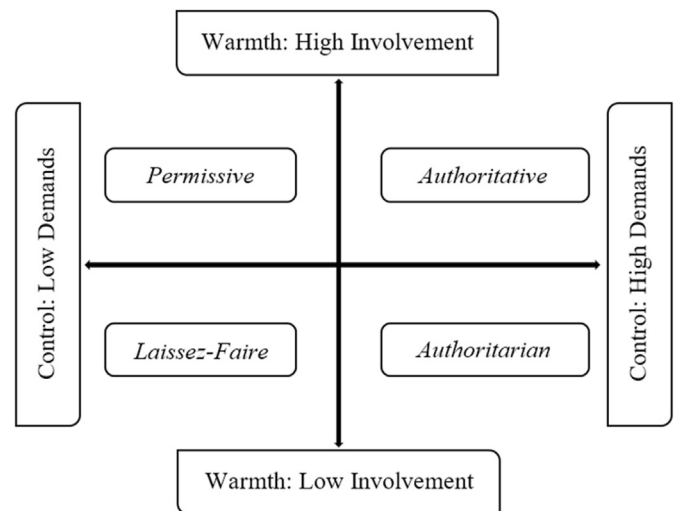 Warmth: High Involvement
Control: Low Demands
Permissive
Authoritative
Control: High Demands
Laissez-Faire
Authoritarian
Warmth: Low Involvement